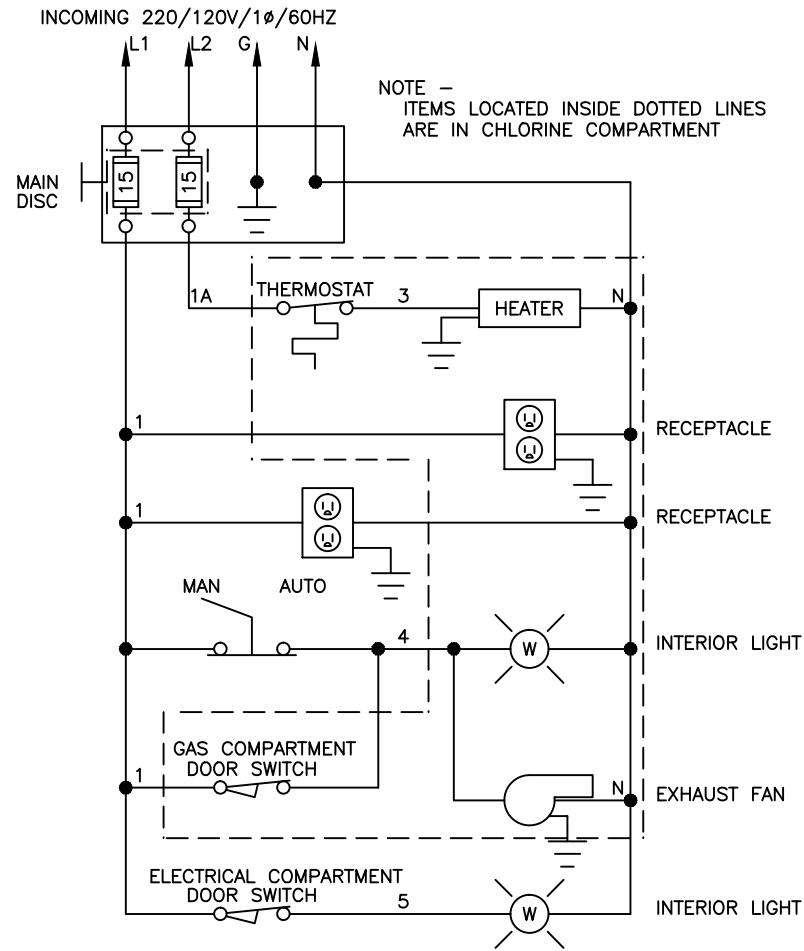 INCOMING 220/120V/1ø/60HZ
L1 L2 G N
NOTE –
ITEMS LOCATED INSIDE DOTTED LINES
ARE IN CHLORINE COMPARTMENT
MAIN
DISC
15 15
1A THERMOSTAT 3 HEATER N
1 RECEPTACLE
1 RECEPTACLE
MAN AUTO
4 W INTERIOR LIGHT
GAS COMPARTMENT
DOOR SWITCH
1 N EXHAUST FAN
ELECTRICAL COMPARTMENT
DOOR SWITCH
5 W INTERIOR LIGHT